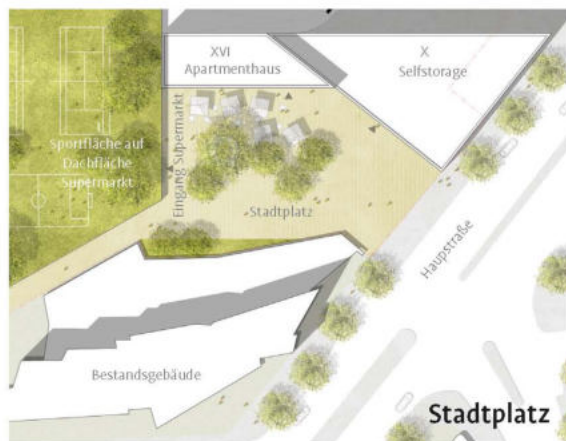 XVI
Apartmenthaus
X
Selfstorage
Sportfläche auf
Dachfläche
Supermarkt
Eingang Supermarkt
Stadtplatz
Haupstraße
Bestandsgebäude
Stadtplatz